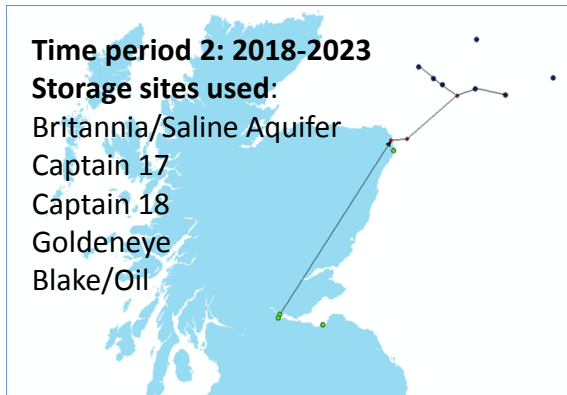 Time period 2: 2018-2023
Storage sites used:
Britannia/Saline Aquifer
Captain 17
Captain 18
Goldeneye
Blake/Oil